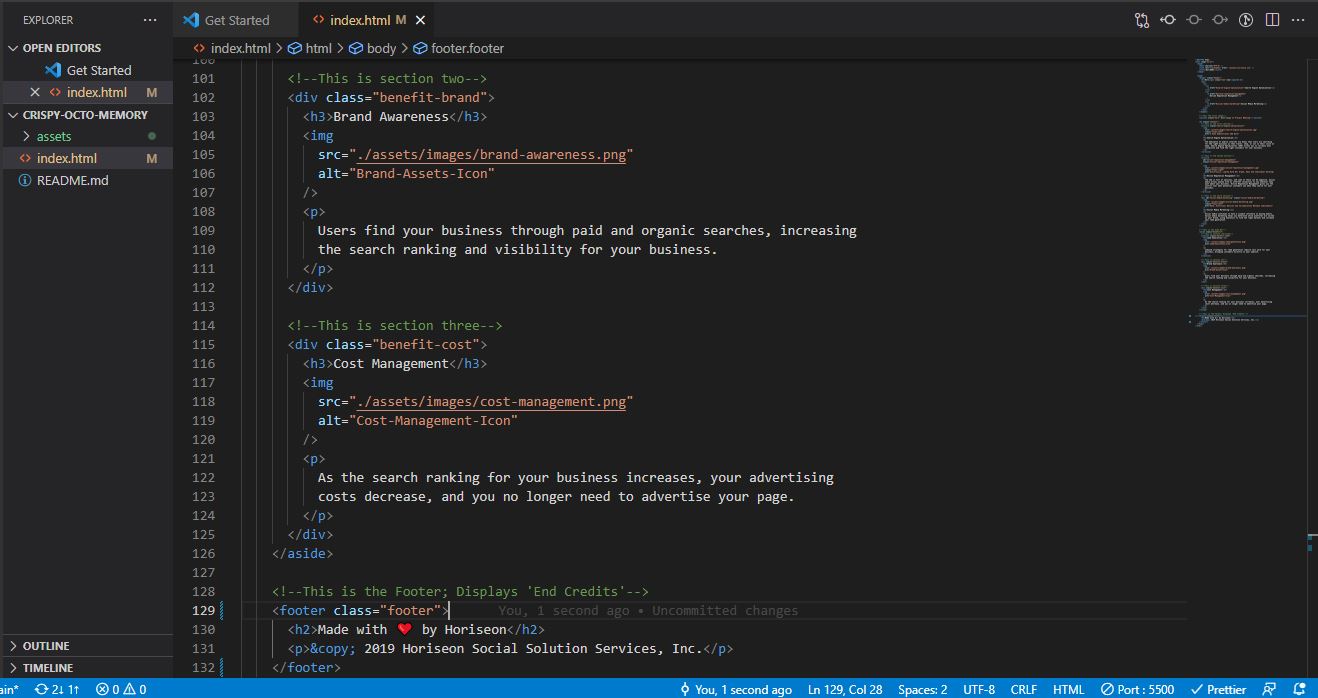 EXPLORER ···
Get Started
index.html M
OPEN EDITORS
Get Started
index.html M
CRISPY-OCTO-MEMORY
assets
index.html M
README.md
OUTLINE
TIMELINE
index.html > html > body > footer.footer
100
101 <!--This is section two-->
102 <div class="benefit-brand">
103 <h3>Brand Awareness</h3>
104 <img
105 src="./assets/images/brand-awareness.png"
106 alt="Brand-Assets-Icon"
107 />
108 <p>
109 Users find your business through paid and organic searches, increasing
110 the search ranking and visibility for your business.
111 </p>
112 </div>
113
114 <!--This is section three-->
115 <div class="benefit-cost">
116 <h3>Cost Management</h3>
117 <img
118 src="./assets/images/cost-management.png"
119 alt="Cost-Management-Icon"
120 />
121 <p>
122 As the search ranking for your business increases, your advertising
123 costs decrease, and you no longer need to advertise your page.
124 </p>
125 </div>
126 </aside>
127
128 <!--This is the Footer; Displays 'End Credits'-->
129 <footer class="footer"> You, 1 second ago • Uncommitted changes
130 <h2>Made with ❤️ by Horiseon</h2>
131 <p>&copy; 2019 Horiseon Social Solution Services, Inc.</p>
132 </footer>
ain* 2↓ 1↑ 0 0 You, 1 second ago Ln 129, Col 28 Spaces: 2 UTF-8 CRLF HTML Port : 5500 Prettier